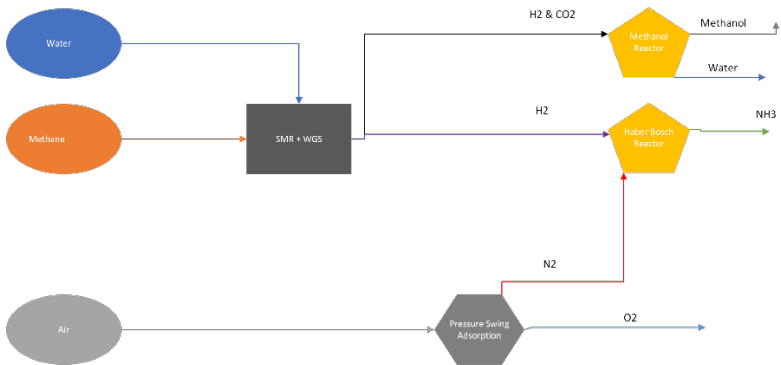 H2 & CO2
Methanol
Water
Methanol
Reactor
Water
Methane
SMR + WGS
H2
Haber Bosch
Reactor
NH3
N2
Air
Pressure Swing
Adsorption
O2